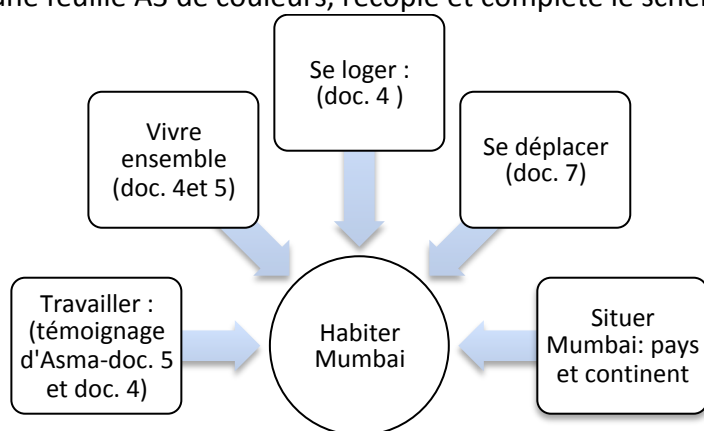 une feuille A3 de couleurs, recopie et complète le
Se loger :
(doc. 4 )
Vivre
ensemble
(doc. 4et 5)
Se déplacer
(doc. 7)
Travailler :
(témoignage
d'Asma-doc. 5
et doc. 4)
Habiter
Mumbai
Situer
Mumbai: pays
et continent